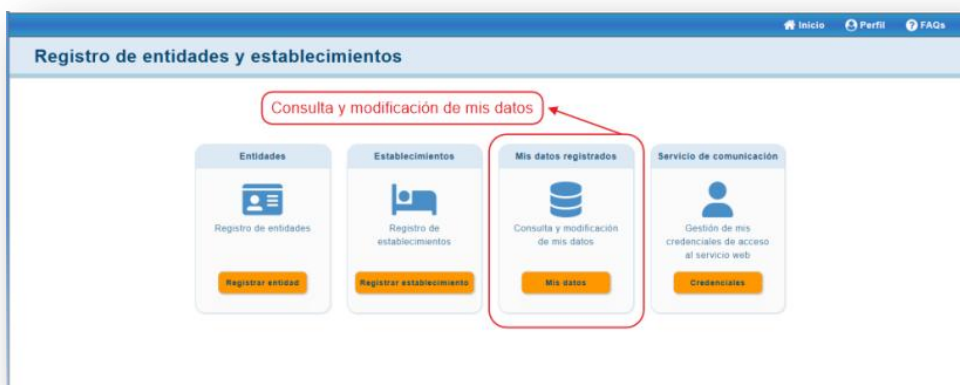 Inicio Perfil FAQs
Registro de entidades y establecimientos
Consulta y modificación de mis datos
Entidades
Registro de entidades
Registrar entidad
Establecimientos
Registro de
establecimientos
Registrar establecimiento
Mis datos registrados
Consulta y modificación
de mis datos
Mis datos
Servicio de comunicación
Gestión de mis
credenciales de acceso
al servicio web
Credenciales